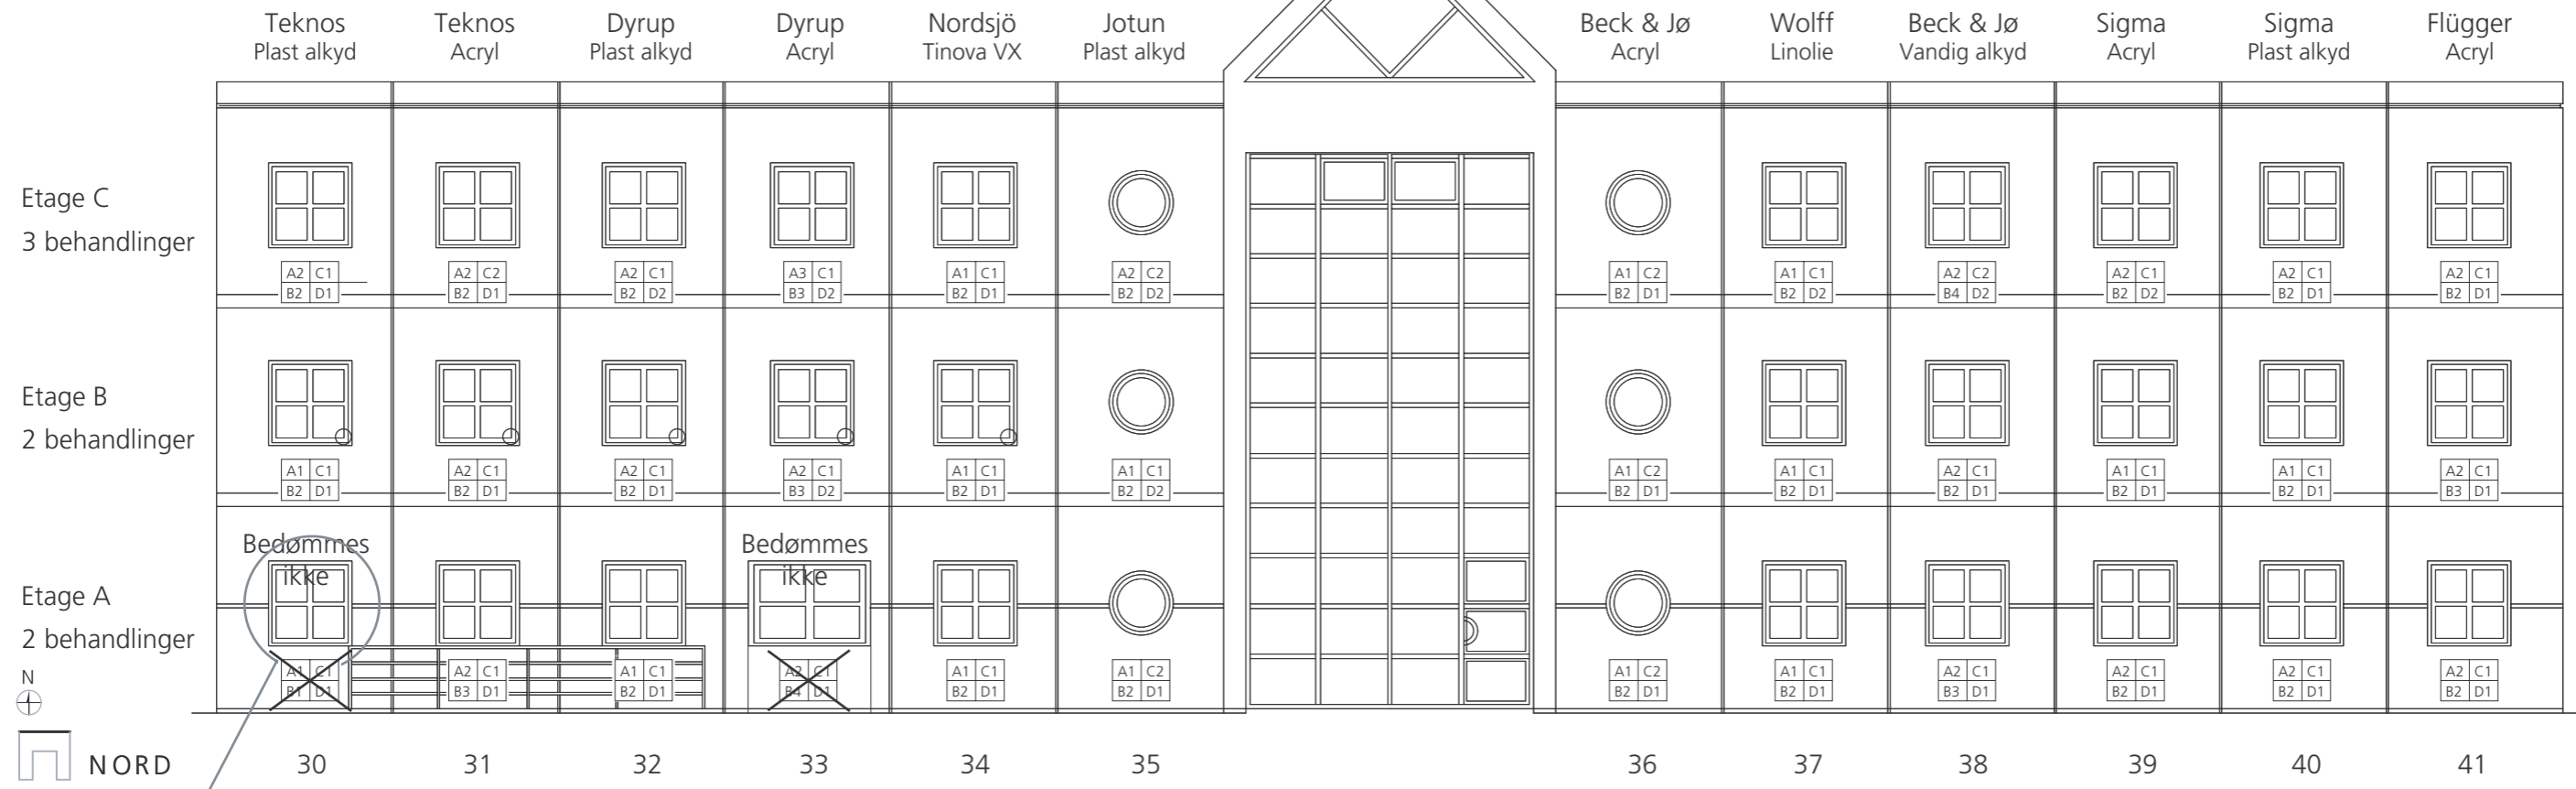 Teknos Teknos Dyrup Dyrup Nordsjö Jotun Beck & Jø Wolff Beck & Jø Sigma Sigma Flügger
Plast alkyd Acryl Plast alkyd Acryl Tinova VX Plast alkyd Acryl Linolie Vandig alkyd Acryl Plast alkyd Acryl
Etage C
3 behandlinger
A2 C1 A2 C2 A2 C1 A3 C1 A1 C1 A2 C2 A1 C2 A1 C1 A2 C2 A2 C1 A2 C1 A2 C1
B2 D1 B2 D1 B2 D2 B3 D2 B2 D1 B2 D2 B2 D1 B2 D2 B4 D2 B2 D2 B2 D1 B2 D1
Etage B
2 behandlinger
A1 C1 A2 C1 A2 C1 A2 C1 A1 C1 A1 C1 A1 C2 A1 C1 A2 C1 A1 C1 A1 C1 A2 C1
B2 D1 B2 D1 B2 D1 B3 D2 B2 D1 B2 D2 B2 D1 B2 D1 B2 D1 B2 D1 B2 D1 B3 D1
Bedømmes Bedømmes
ikke ikke
Etage A
2 behandlinger
A1 C1 A2 C1 A1 C1 A2 C1 A1 C1 A1 C2 A1 C2 A1 C1 A2 C1 A2 C1 A2 C1 A2 C1
B1 D1 B3 D1 B2 D1 B4 D1 B2 D1 B2 D1 B2 D1 B2 D1 B3 D1 B2 D1 B2 D1 B2 D1
N
NORD 30 31 32 33 34 35 36 37 38 39 40 41